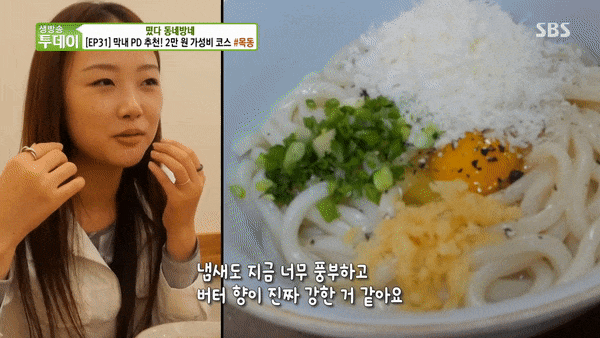 생방송
투데이
떴다 동네방네
[EP31] 막내 PD 추천! 2만 원 가성비 코스 #목동
SBS
냄새도 지금 너무 풍부하고
버터 향이 진짜 강한 거 같아요